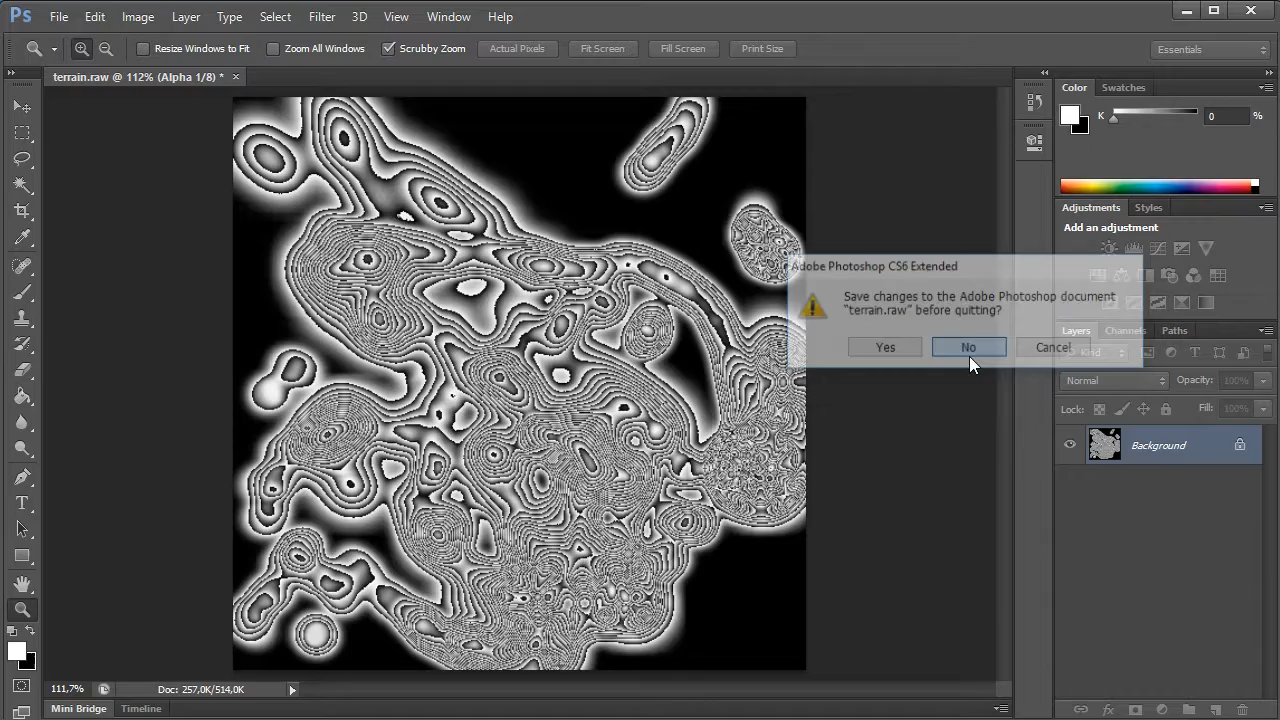 Ps File Edit Image Layer Type Select Filter 3D View Window Help
Resize Windows to Fit Zoom All Windows Scrubby Zoom Actual Pixels Fit Screen Fill Screen Print Size Essentials
terrain.raw @ 112% (Alpha 1/8) * ×
Color Swatches
K 0 %
Adjustments Styles
Add an adjustment
Adobe Photoshop CS6 Extended
Save changes to the Adobe Photoshop document
“terrain.raw” before quitting?
Yes No Cancel
Layers Channels Paths
Kind
Normal Opacity: 100%
Lock: Fill: 100%
Background
T
111,7% Doc: 257,0K/514,0K
Mini Bridge Timeline